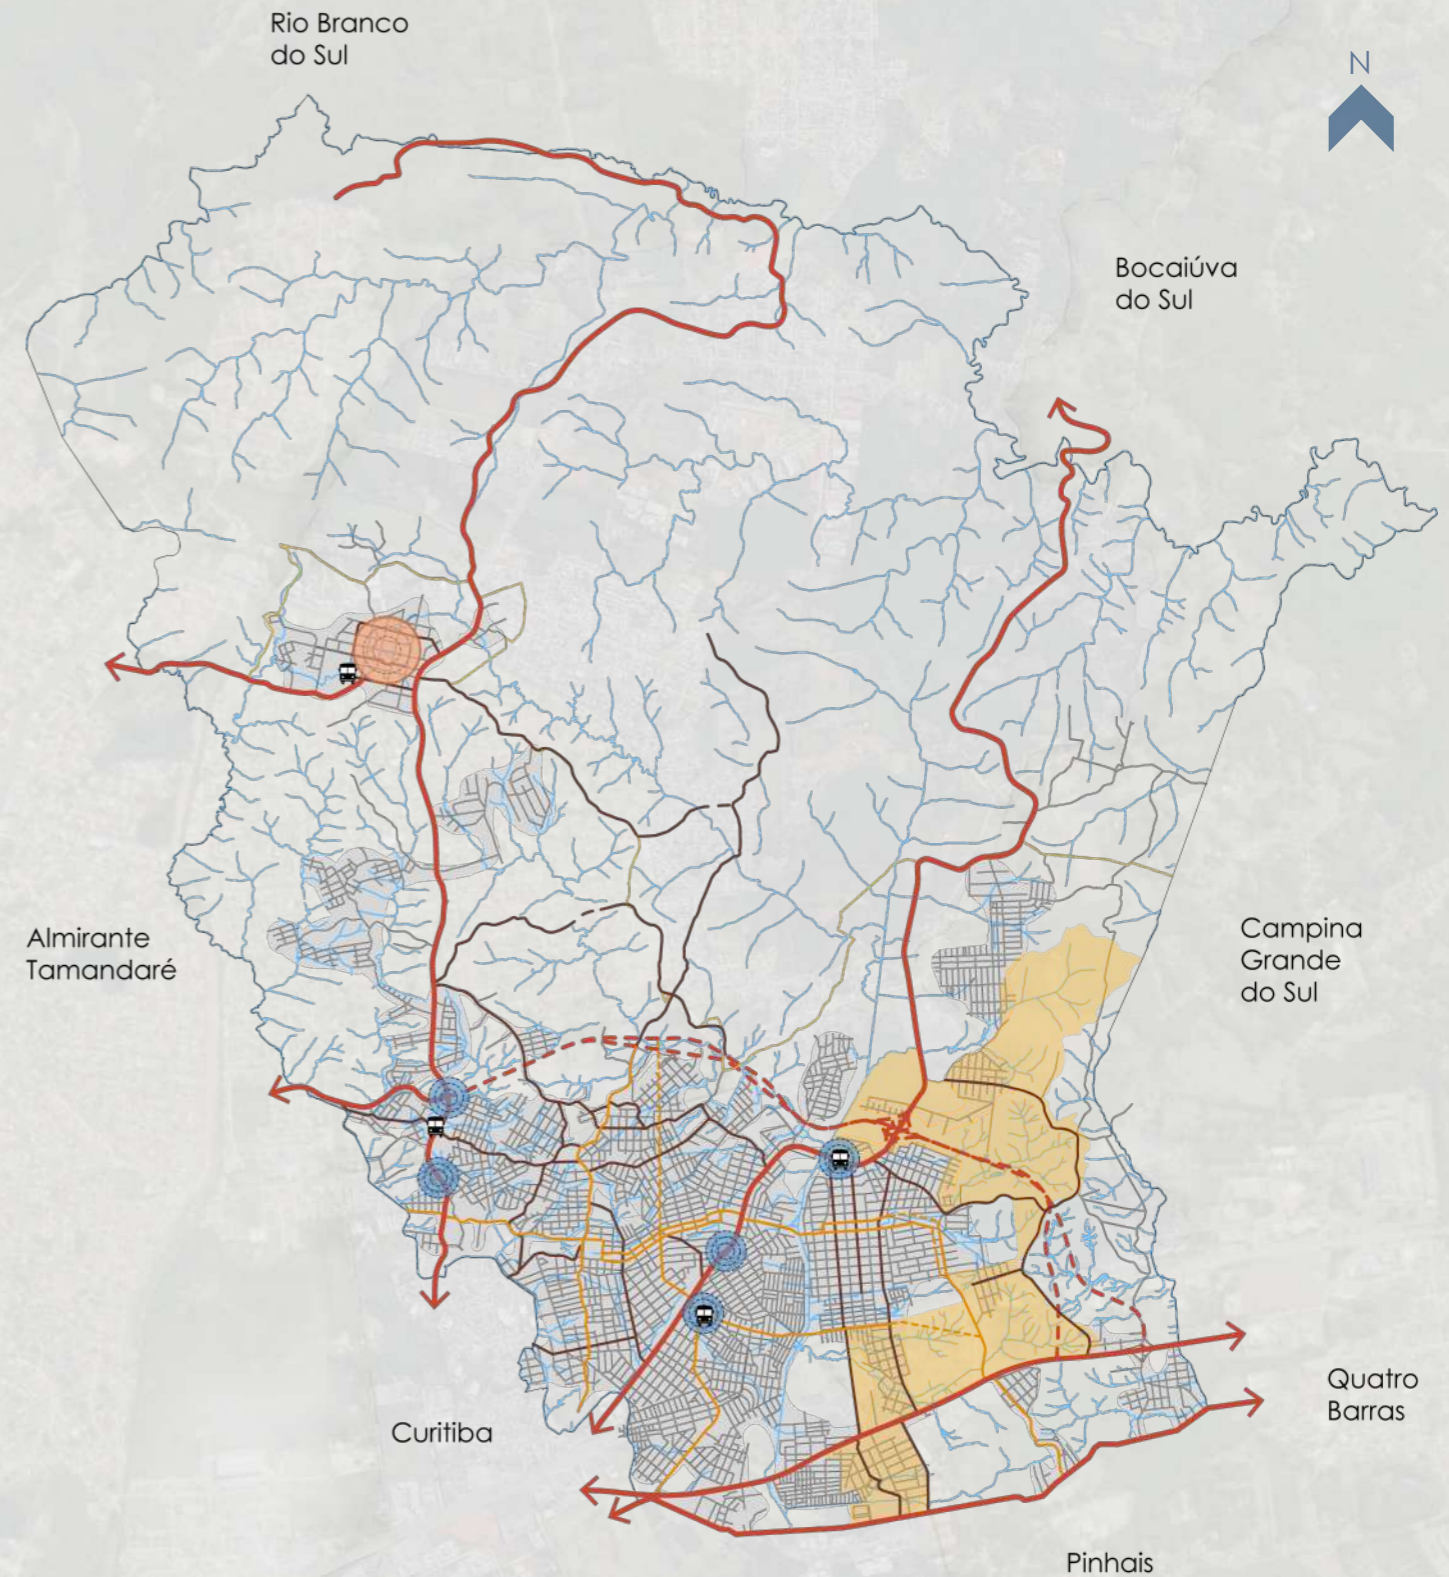 Rio Branco
do Sul
N
Bocaiúva
do Sul
Almirante
Tamandaré
Campina
Grande
do Sul
Quatro
Barras
Curitiba
Pinhais